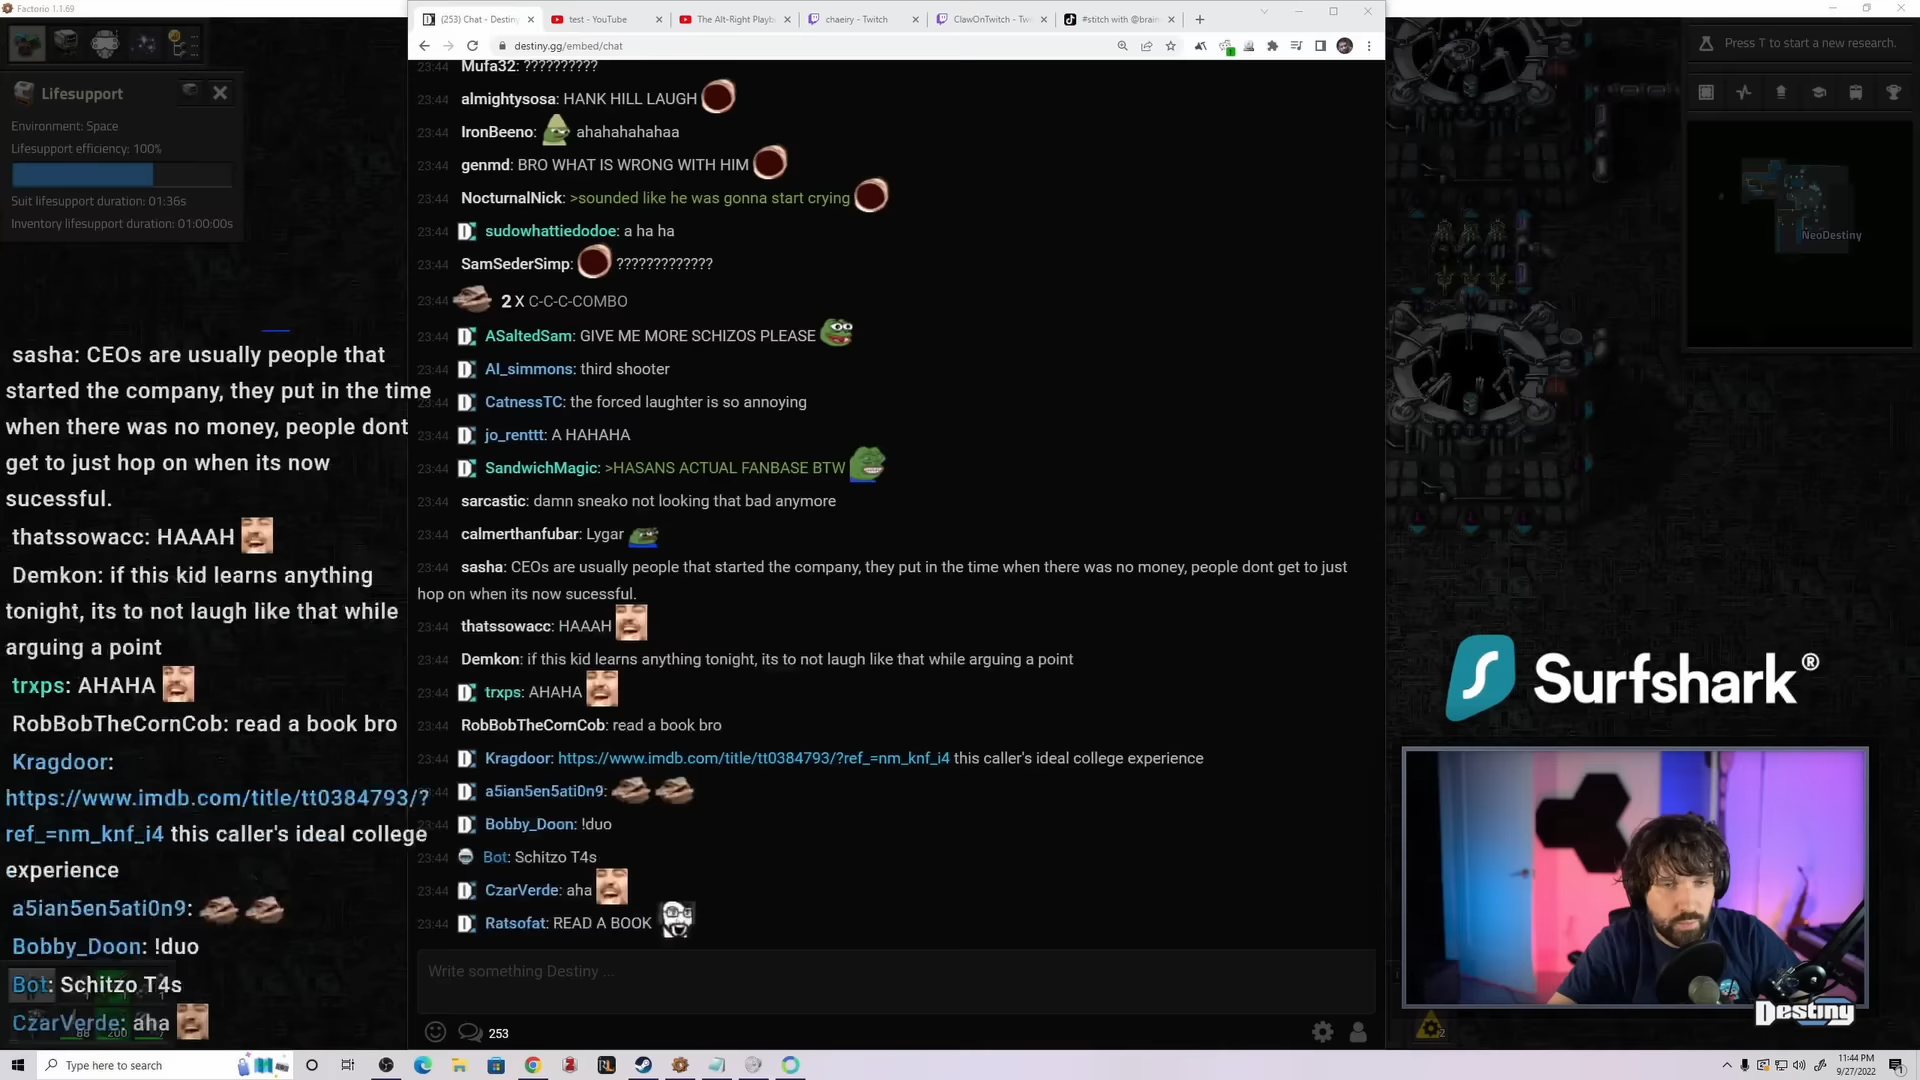 Factorio 1.1.69
(253) Chat - Destiny
test - YouTube
The Alt-Right Playb
chaeiry - Twitch
ClawOnTwitch - Tw
#stitch with @brain
destiny.gg/embed/chat
Press T to start a new research.
Lifesupport
Environment: Space
Lifesupport efficiency: 100%
Suit lifesupport duration: 01:36s
Inventory lifesupport duration: 01:00:00s
NeoDestiny
sasha: CEOs are usually people that
started the company, they put in the time
when there was no money, people dont
get to just hop on when its now
sucessful.
thatssowacc: HAAAH
Demkon: if this kid learns anything
tonight, its to not laugh like that while
arguing a point
trxps: AHAHA
RobBobTheCornCob: read a book bro
Kragdoor:
https://www.imdb.com/title/tt0384793/?
ref_=nm_knf_i4 this caller's ideal college
experience
a5ian5en5ati0n9:
Bobby_Doon: !duo
Bot: Schitzo T4s
CzarVerde: aha
88 200
23:44 Mufa32: ??????????
23:44 almightysosa: HANK HILL LAUGH
23:44 IronBeeno: ahahahahahaa
23:44 genmd: BRO WHAT IS WRONG WITH HIM
23:44 NocturnalNick: >sounded like he was gonna start crying
23:44 sudowhattiedodoe: a ha ha
23:44 SamSederSimp: ?????????????
23:44 2 X C-C-C-COMBO
23:44 ASaltedSam: GIVE ME MORE SCHIZOS PLEASE
23:44 Al_simmons: third shooter
23:44 CatnessTC: the forced laughter is so annoying
23:44 jo_renttt: A HAHAHA
23:44 SandwichMagic: >HASANS ACTUAL FANBASE BTW
23:44 sarcastic: damn sneako not looking that bad anymore
23:44 calmerthanfubar: Lygar
23:44 sasha: CEOs are usually people that started the company, they put in the time when there was no money, people dont get to just
hop on when its now sucessful.
23:44 thatssowacc: HAAAH
23:44 Demkon: if this kid learns anything tonight, its to not laugh like that while arguing a point
23:44 trxps: AHAHA
23:44 RobBobTheCornCob: read a book bro
23:44 Kragdoor: https://www.imdb.com/title/tt0384793/?ref_=nm_knf_i4 this caller's ideal college experience
23:44 a5ian5en5ati0n9:
23:44 Bobby_Doon: !duo
23:44 Bot: Schitzo T4s
23:44 CzarVerde: aha
23:44 Ratsofat: READ A BOOK
Write something Destiny ...
253
Surfshark®
Destiny
2
Type here to search
11:44 PM
9/27/2022